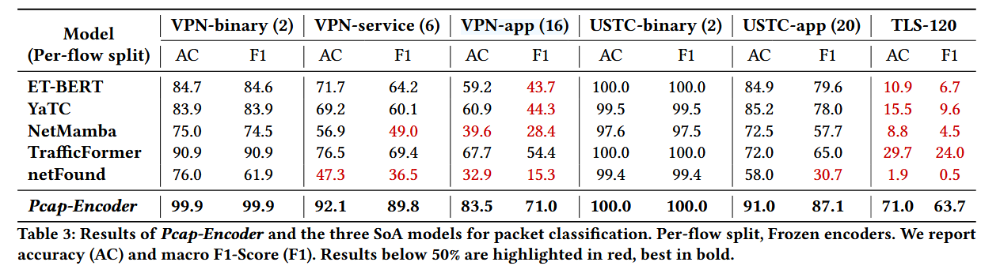 Model VPN-binary (2) VPN-service (6) VPN-app (16) USTC-binary (2) USTC-app (20) TLS-120
(Per-flow split) AC F1 AC F1 AC F1 AC F1 AC F1 AC F1
ET-BERT 84.7 84.6 71.7 64.2 59.2 43.7 100.0 100.0 84.9 79.6 10.9 6.7
YaTC 83.9 83.9 69.2 60.1 60.9 44.3 99.5 99.5 85.2 78.0 15.5 9.6
NetMamba 75.0 74.5 56.9 49.0 39.6 28.4 97.6 97.5 72.5 57.7 8.8 4.5
TrafficFormer 90.9 90.9 76.5 69.4 67.7 54.4 100.0 100.0 72.0 65.0 29.7 24.0
netFound 76.0 61.9 47.3 36.5 32.9 15.3 99.4 99.4 58.0 30.7 1.9 0.5
Pcap-Encoder 99.9 99.9 92.1 89.8 83.5 71.0 100.0 100.0 91.0 87.1 71.0 63.7
Table 3: Results of Pcap-Encoder and the three SoA models for packet classification. Per-flow split, Frozen encoders. We report
accuracy (AC) and macro F1-Score (F1). Results below 50% are highlighted in red, best in bold.